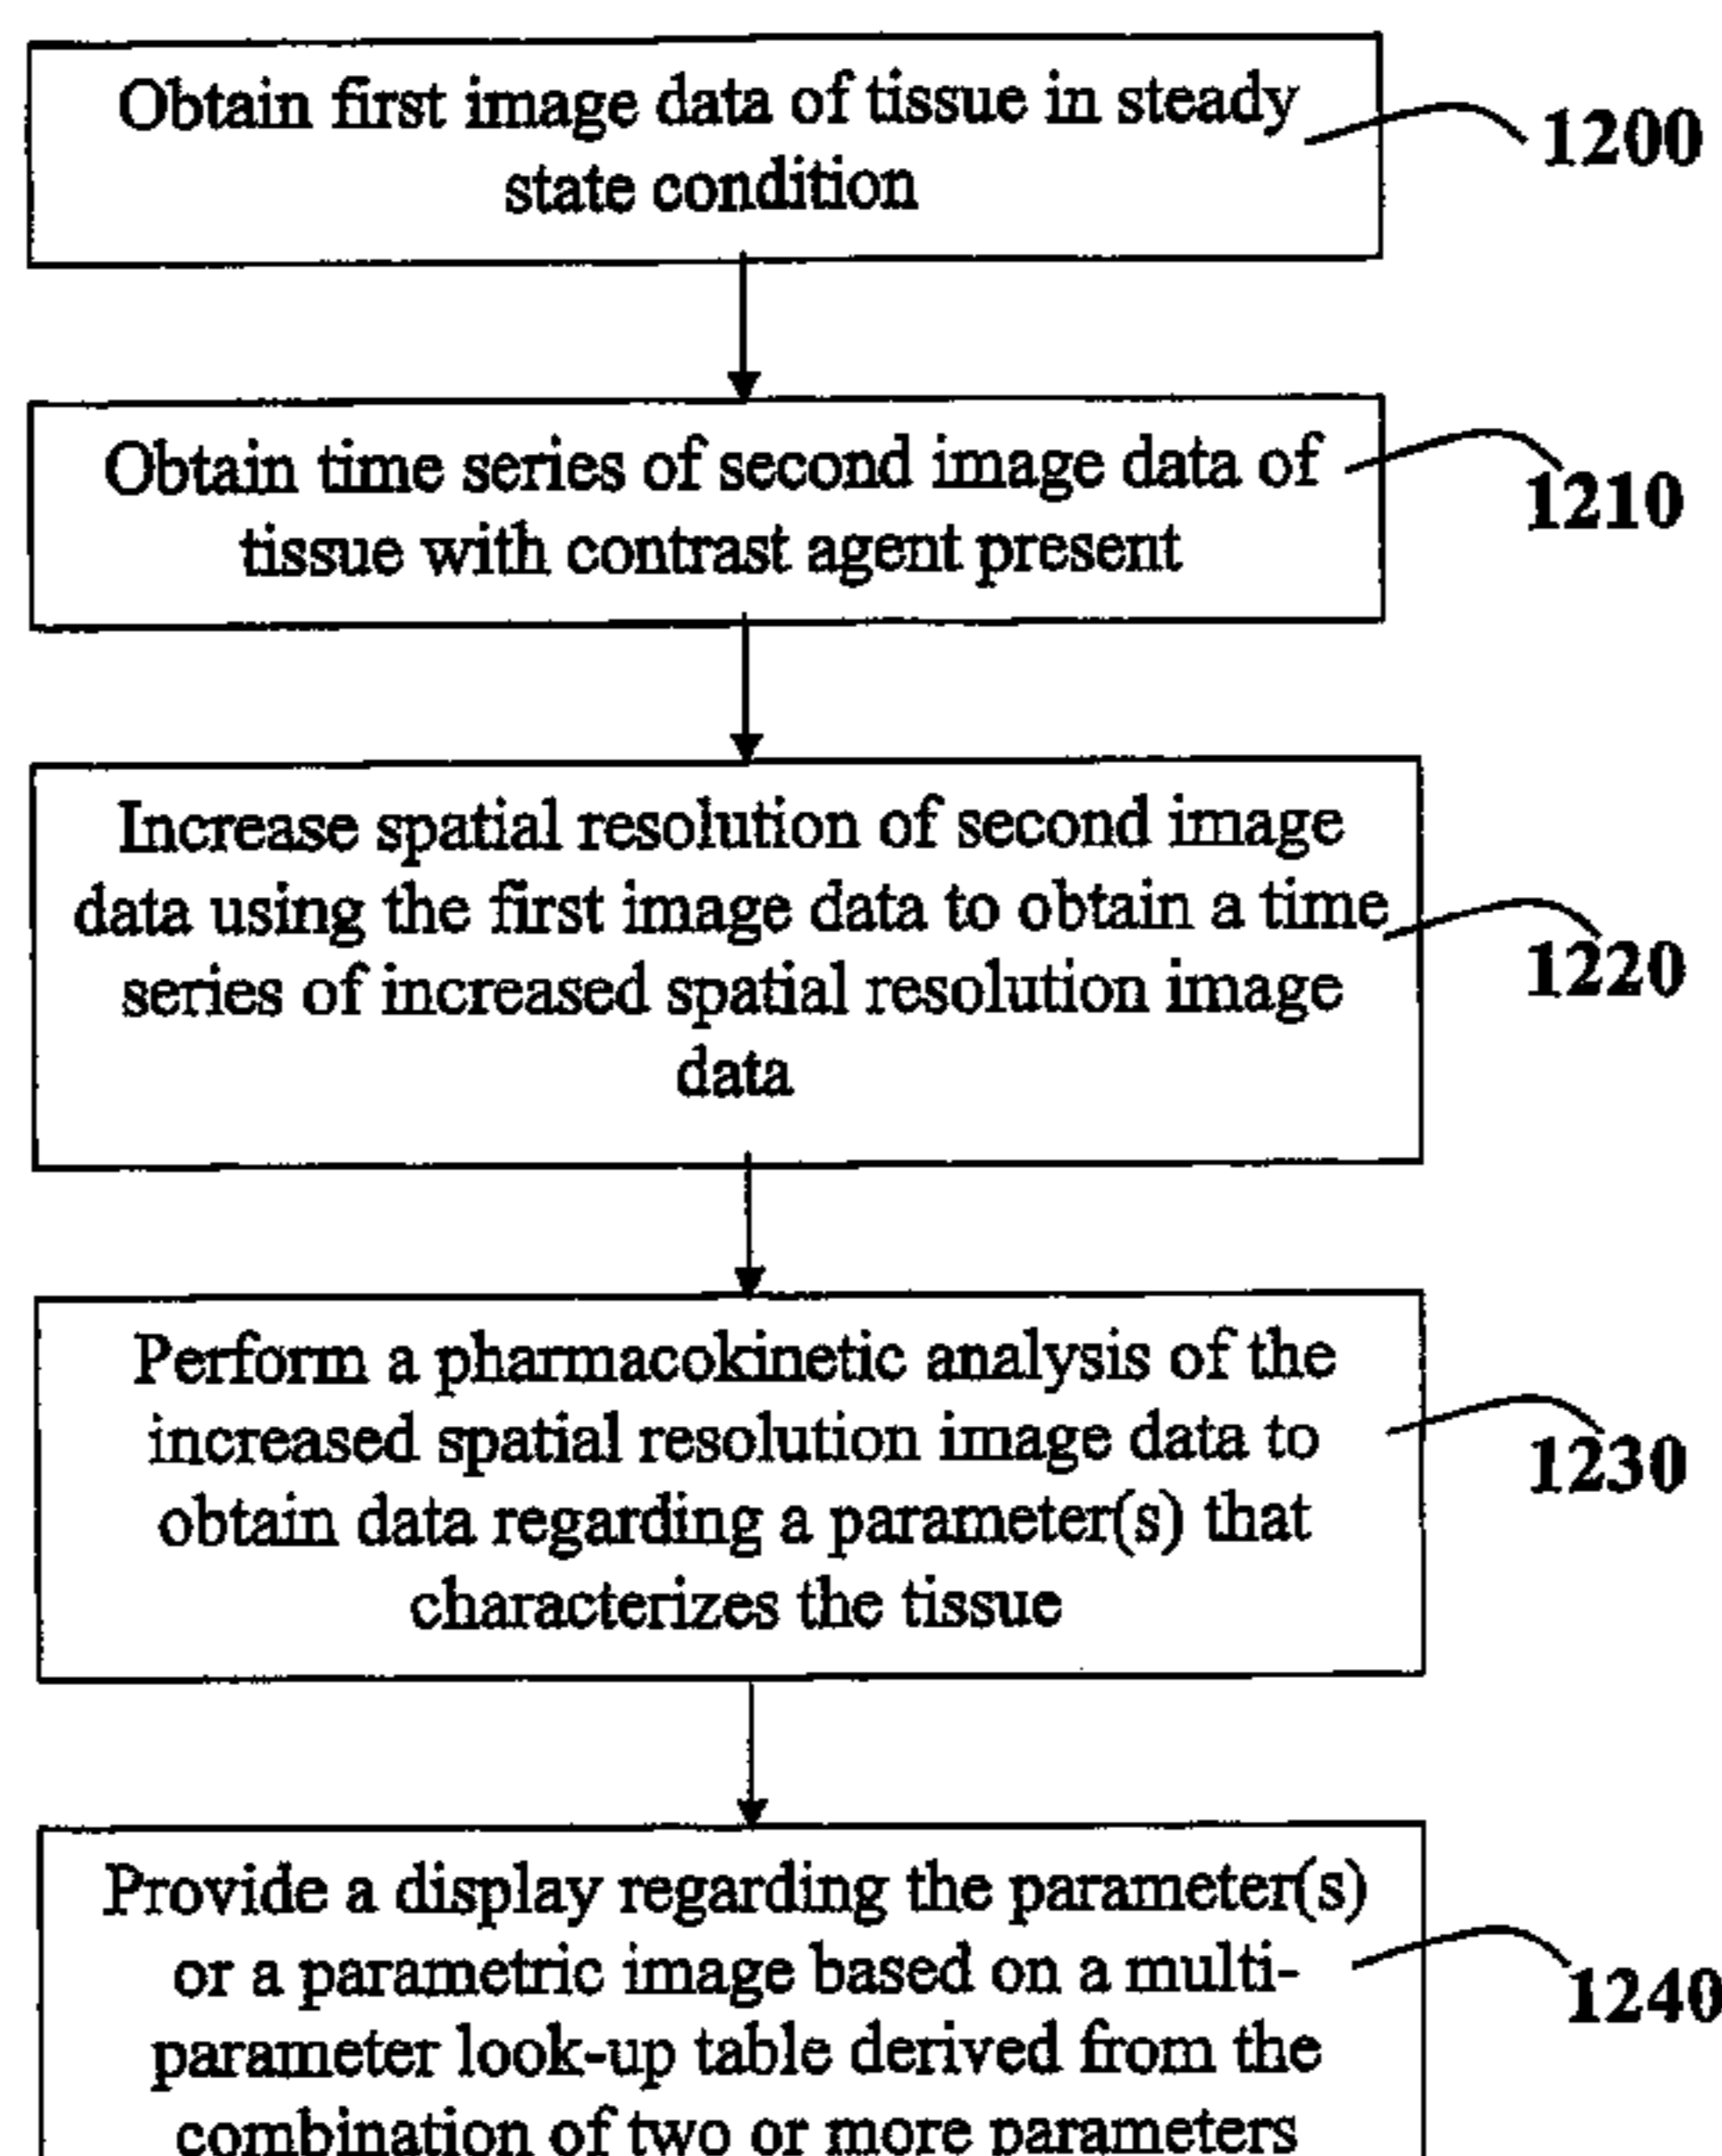 Obtain first image data of tissue in steady
state condition
1200
Obtain time series of second image data of
tissue with contrast agent present
1210
Increase spatial resolution of second image
data using the first image data to obtain a time
series of increased spatial resolution image
data
1220
Perform a pharmacokinetic analysis of the
increased spatial resolution image data to
obtain data regarding a parameter(s) that
characterizes the tissue
1230
Provide a display regarding the parameter(s)
or a parametric image based on a multi-
parameter look-up table derived from the
combination of two or more parameters
1240